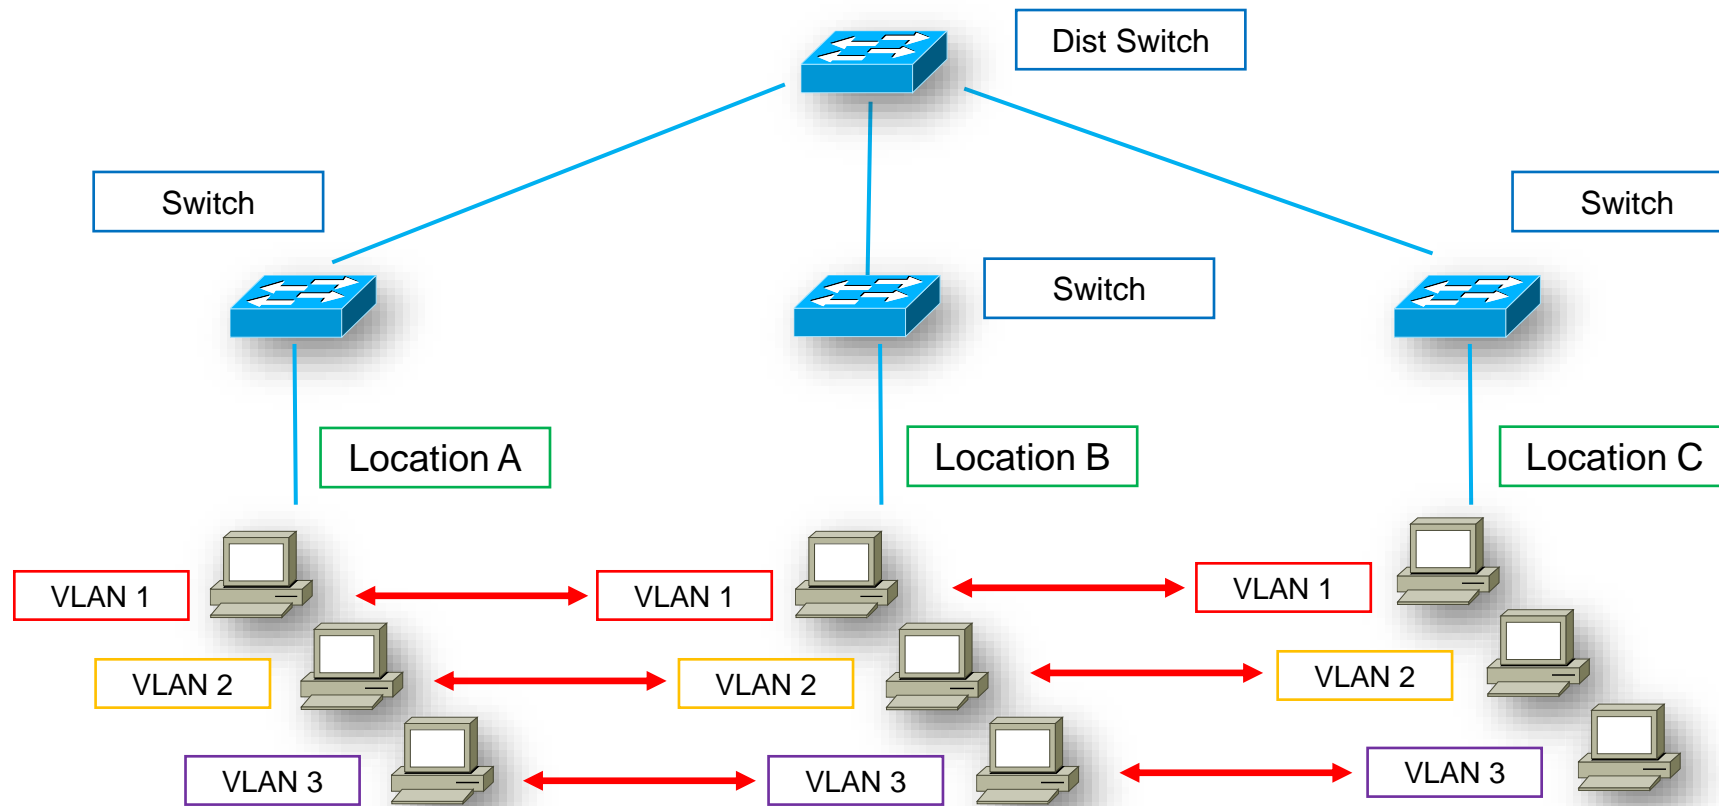 Dist Switch
Switch
Switch
Switch
Location A
Location B
Location C
VLAN 1
VLAN 1
VLAN 1
VLAN 2
VLAN 2
VLAN 2
VLAN 3
VLAN 3
VLAN 3